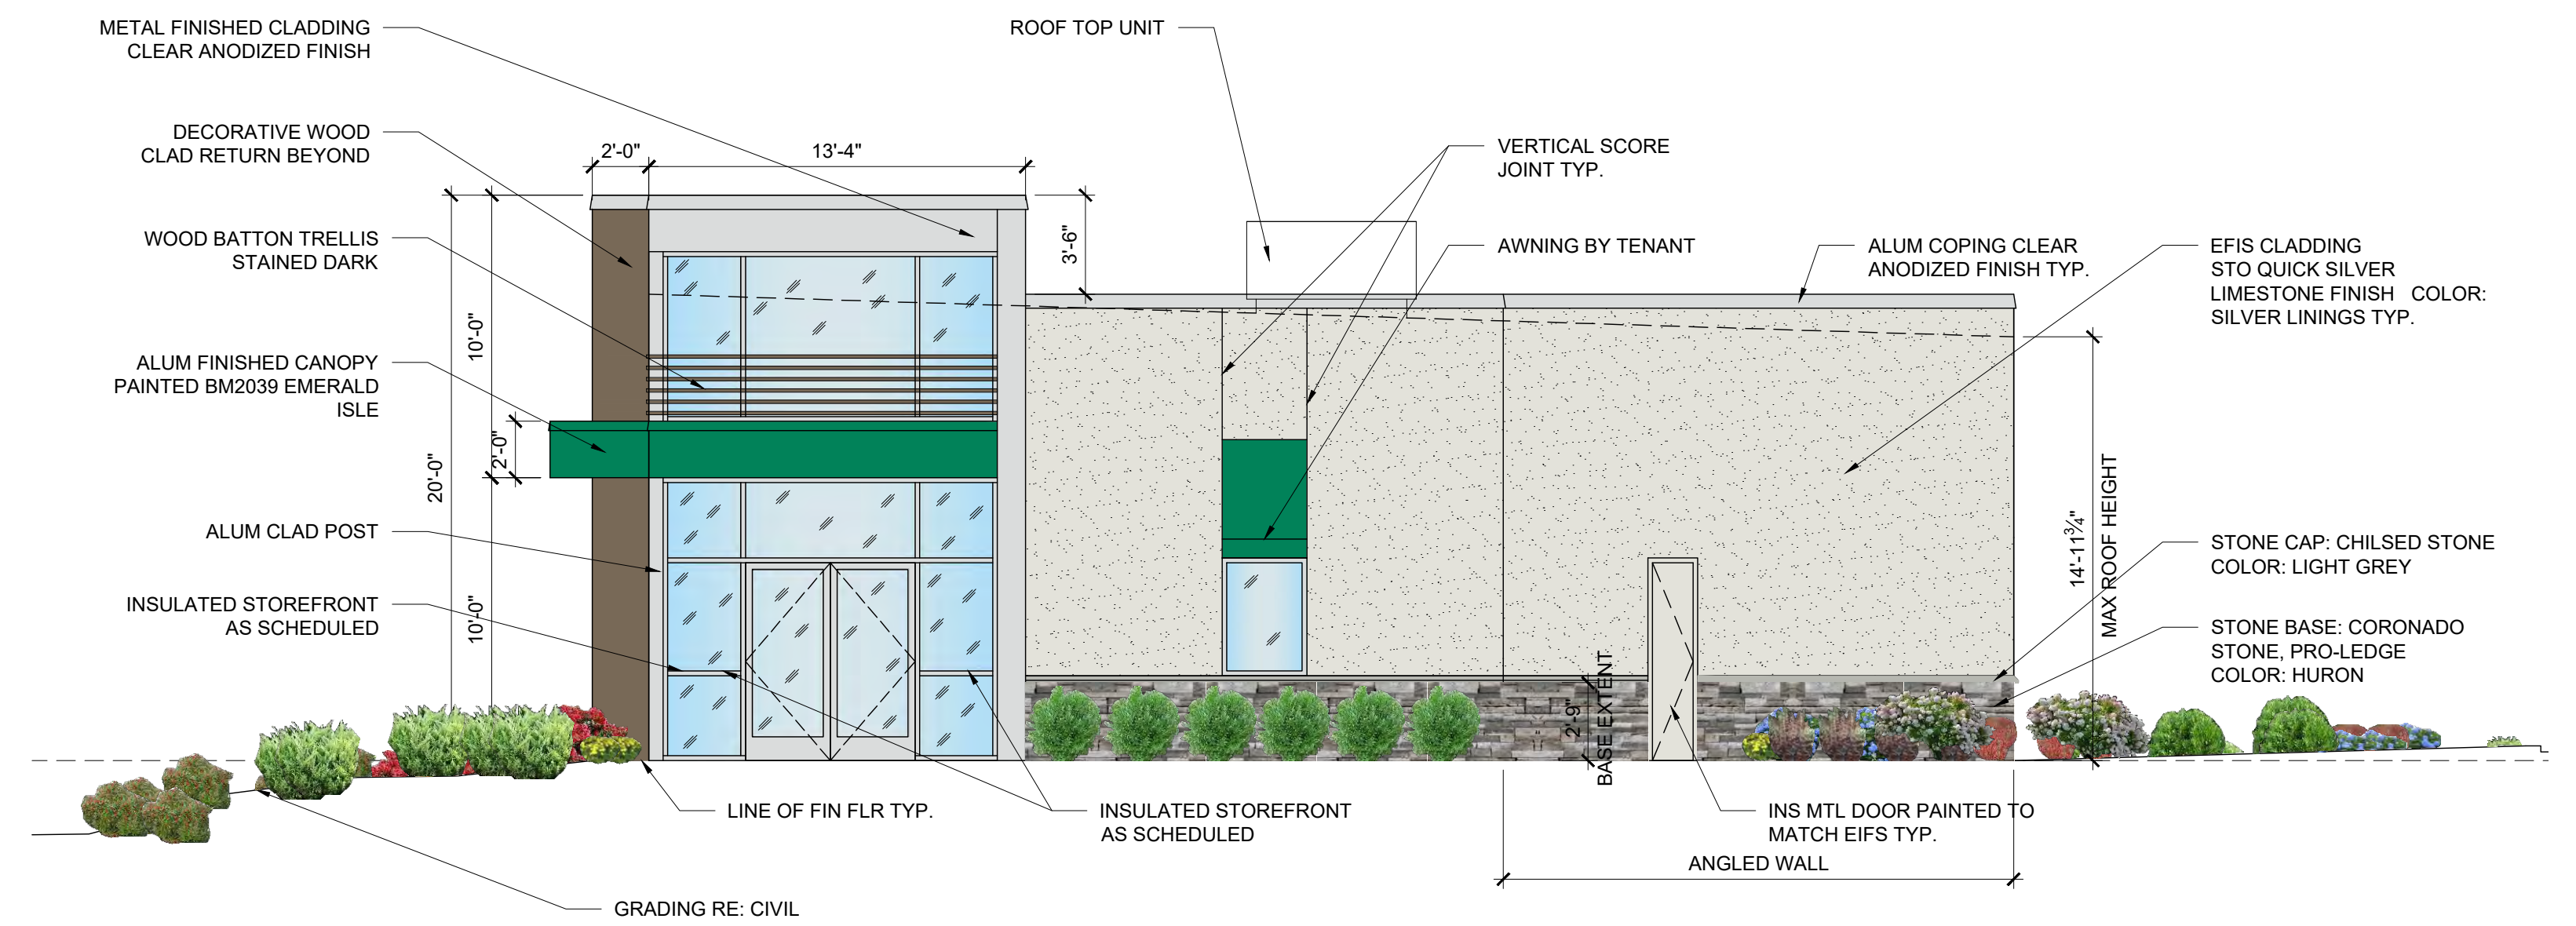 METAL FINISHED CLADDING
CLEAR ANODIZED FINISH
ROOF TOP UNIT
DECORATIVE WOOD
CLAD RETURN BEYOND
2'-0"
13'-4"
VERTICAL SCORE
JOINT TYP.
WOOD BATTON TRELLIS
STAINED DARK
3'-6"
AWNING BY TENANT
ALUM COPING CLEAR
ANODIZED FINISH TYP.
EFIS CLADDING
STO QUICK SILVER
LIMESTONE FINISH COLOR:
SILVER LININGS TYP.
10'-0"
ALUM FINISHED CANOPY
PAINTED BM2039 EMERALD
ISLE
20'-0"
2'-0"
ALUM CLAD POST
14'-11¾"
MAX ROOF HEIGHT
STONE CAP: CHILSED STONE
COLOR: LIGHT GREY
INSULATED STOREFRONT
AS SCHEDULED
10'-0"
STONE BASE: CORONADO
STONE, PRO-LEDGE
COLOR: HURON
2'-9"
BASE EXTENT
LINE OF FIN FLR TYP.
INSULATED STOREFRONT
AS SCHEDULED
INS MTL DOOR PAINTED TO
MATCH EIFS TYP.
ANGLED WALL
GRADING RE: CIVIL